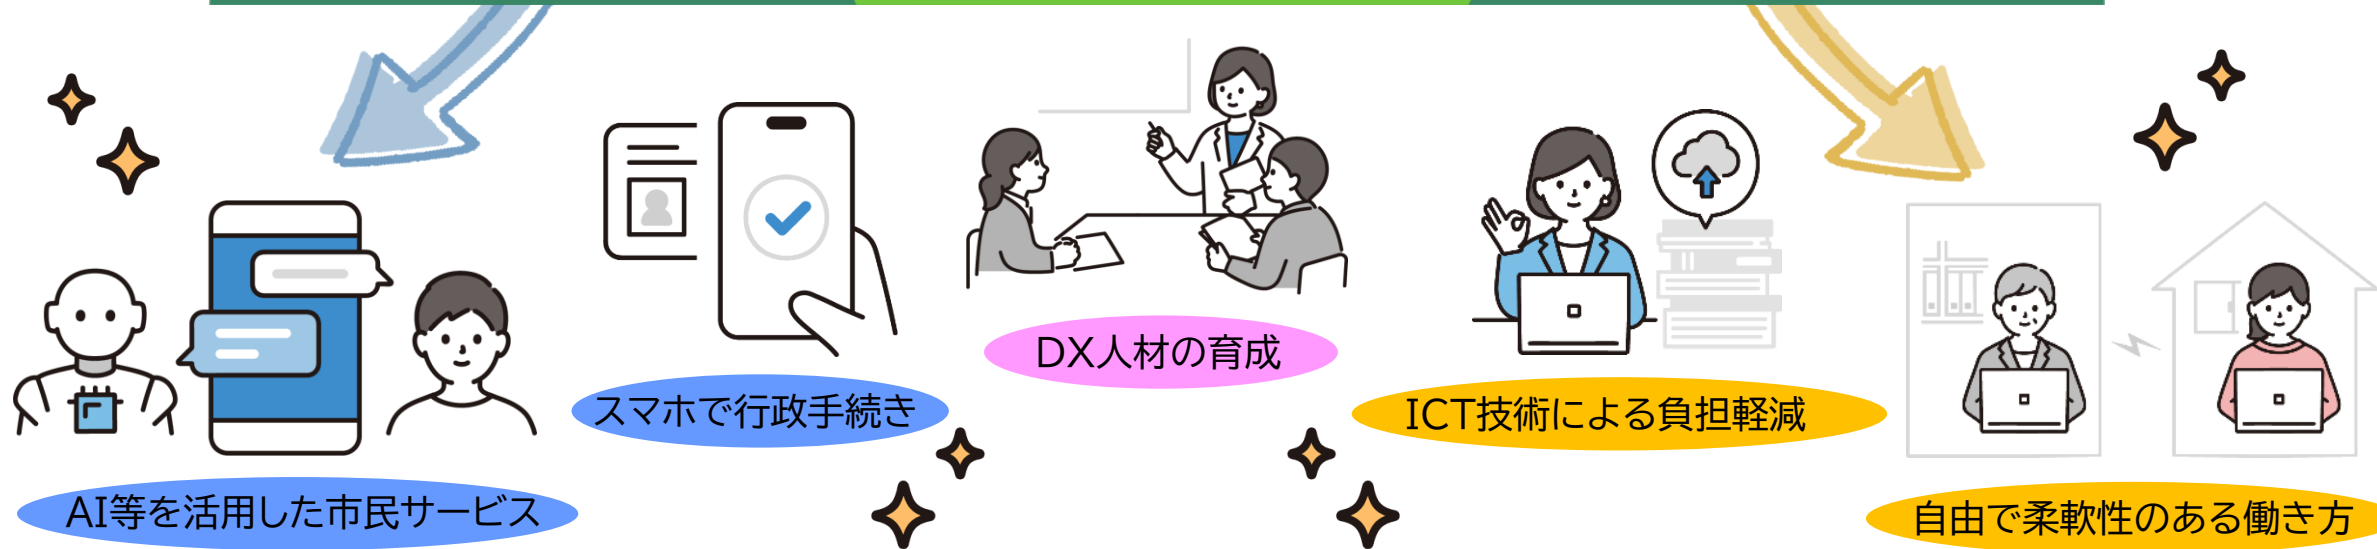 DX人材の育成
スマホで行政手続き
ICT技術による負担軽減
AI等を活用した市民サービス
自由で柔軟性のある働き方